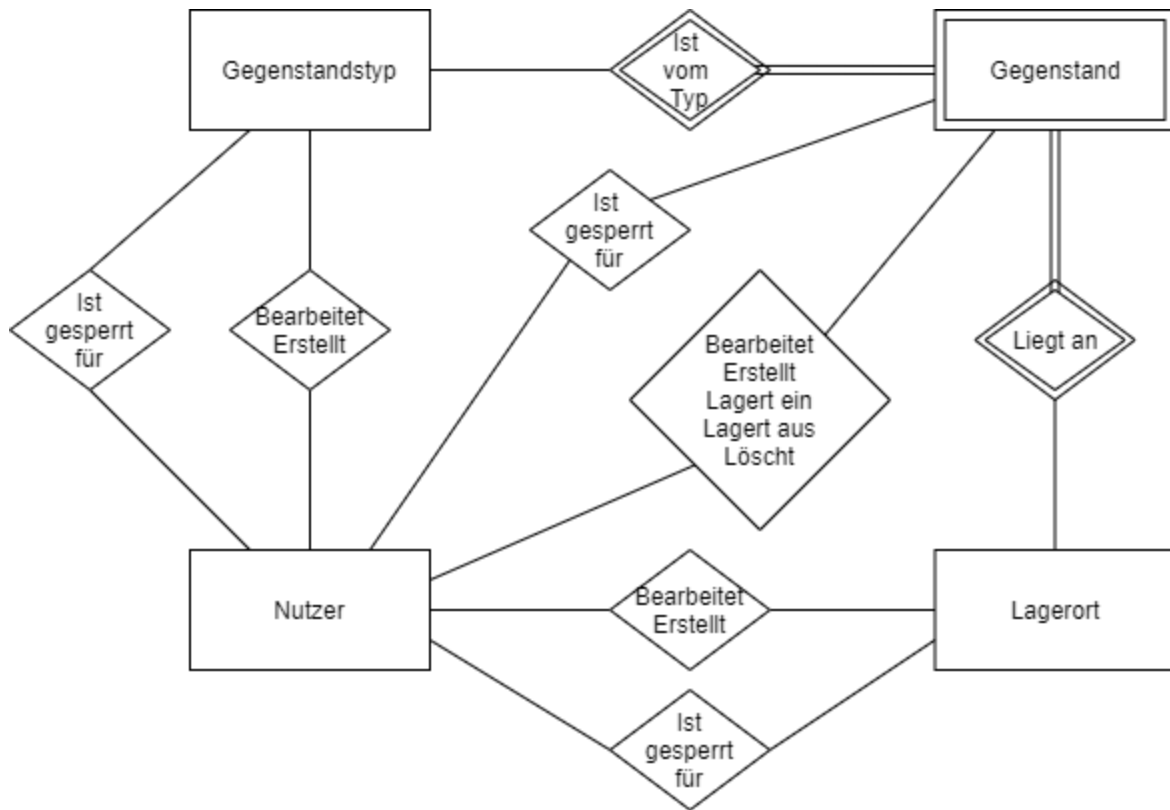 Gegenstandstyp
Ist
vom
Typ
Gegenstand
Ist
gesperrt
für
Ist
gesperrt
für
Bearbeitet
Erstellt
Bearbeitet
Erstellt
Lagert ein
Lagert aus
Löscht
Liegt an
Nutzer
Bearbeitet
Erstellt
Lagerort
Ist
gesperrt
für